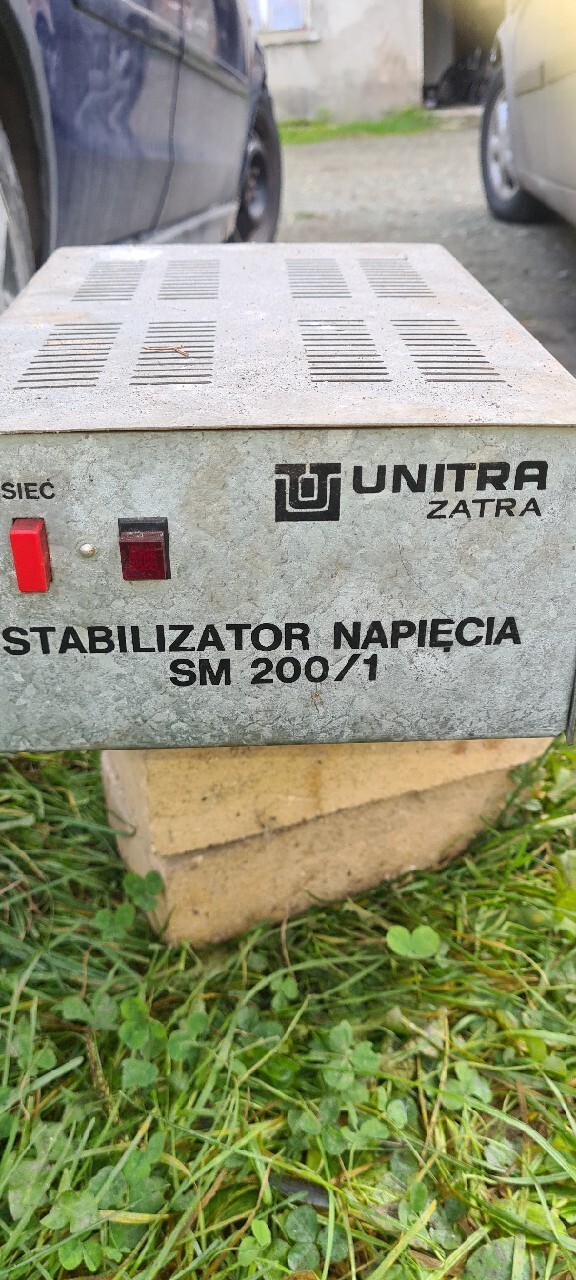 SIEĆ
UNITRA
ZATRA
STABILIZATOR NAPIĘCIA
SM 200/1